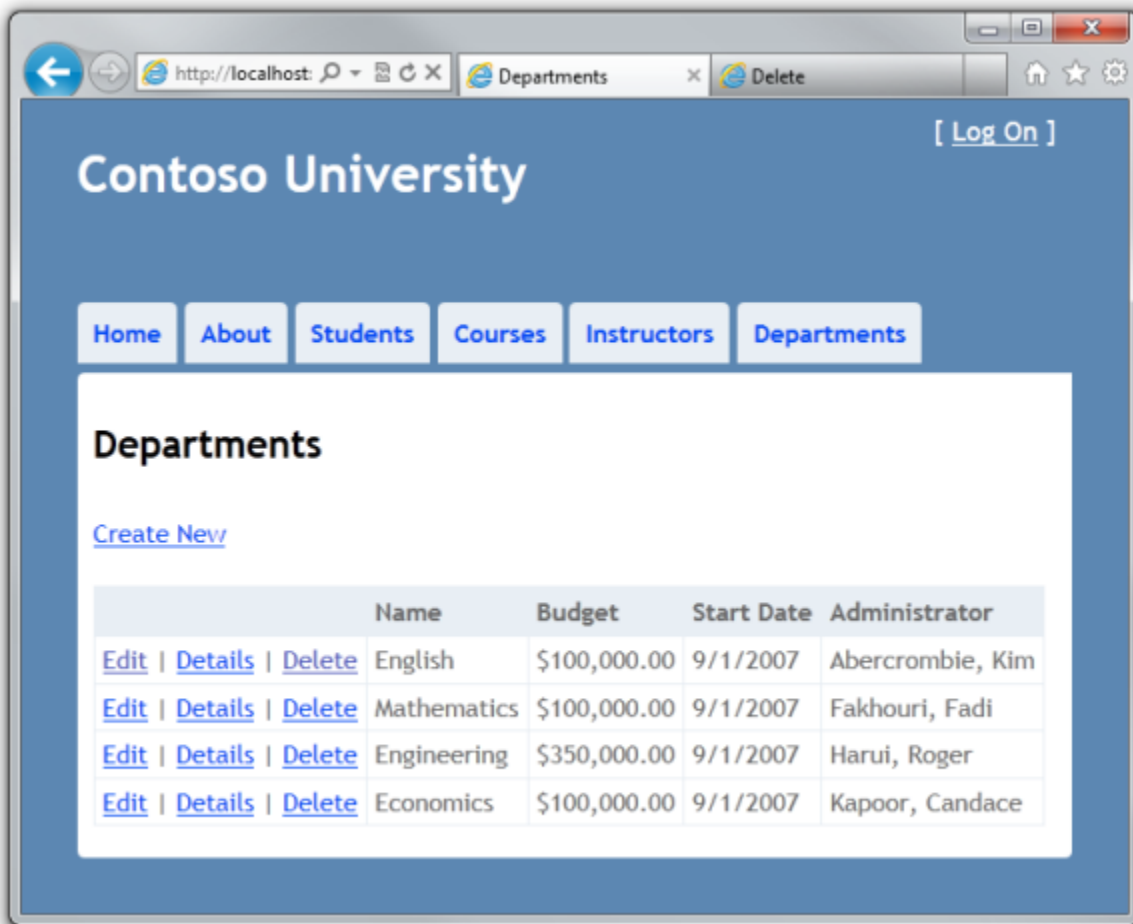 http://localhost: Departments Delete
[ Log On ]
Contoso University
Home About Students Courses Instructors Departments
Departments
Create New
Name Budget Start Date Administrator
Edit | Details | Delete English $100,000.00 9/1/2007 Abercrombie, Kim
Edit | Details | Delete Mathematics $100,000.00 9/1/2007 Fakhouri, Fadi
Edit | Details | Delete Engineering $350,000.00 9/1/2007 Harui, Roger
Edit | Details | Delete Economics $100,000.00 9/1/2007 Kapoor, Candace